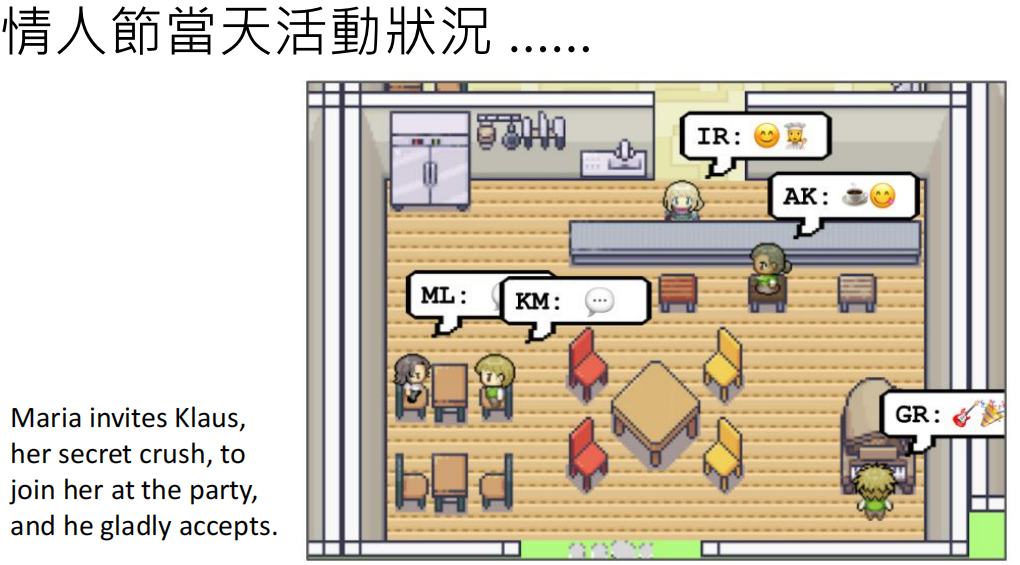 情人節當天活動狀況 ......
IR: 😊👩‍🍳
AK: ☕😋
ML:
KM: 💬
GR: 🎸🎉
Maria invites Klaus,
her secret crush, to
join her at the party,
and he gladly accepts.